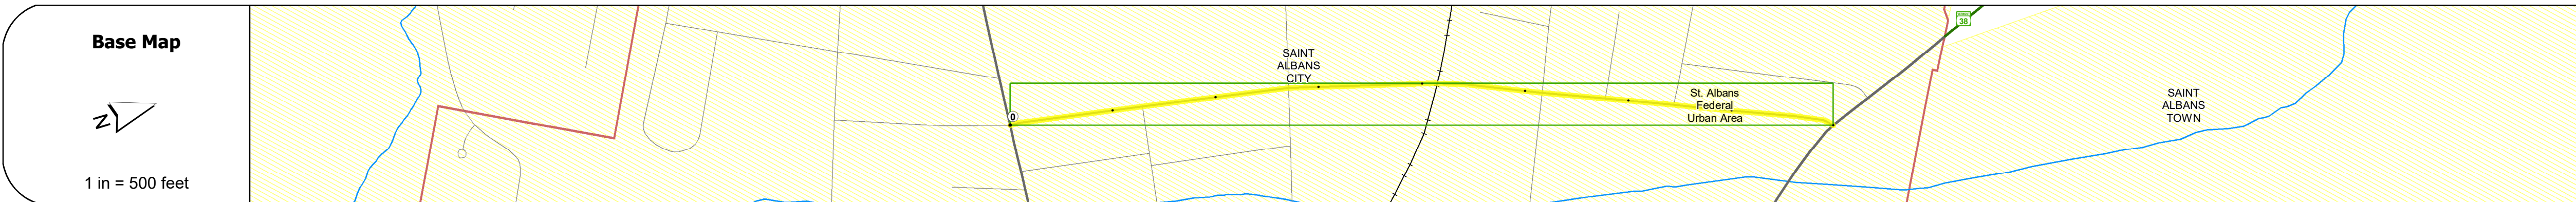 Base Map
N
1 in = 500 feet
0
SAINT
ALBANS
CITY
St. Albans
Federal
Urban Area
38
SAINT
ALBANS
TOWN